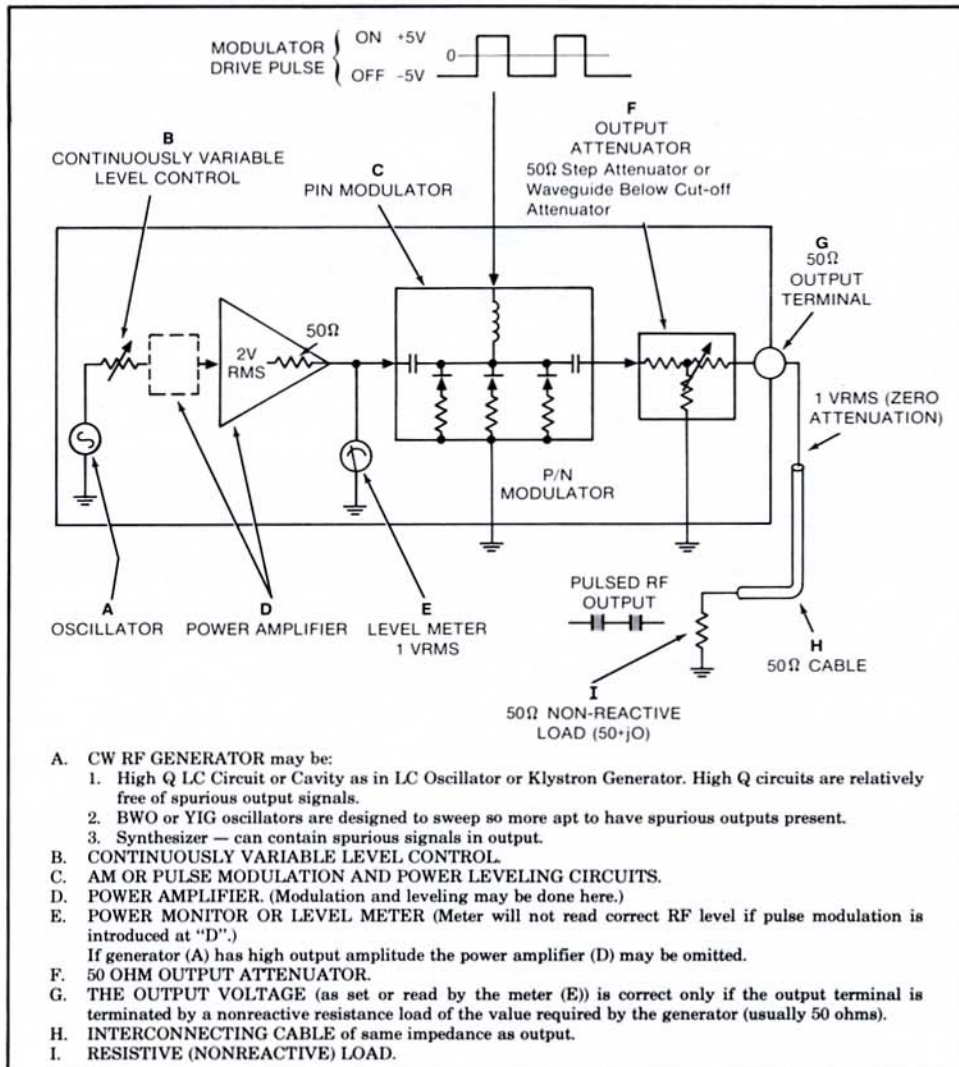 MODULATOR
DRIVE PULSE
ON +5V
OFF -5V
0
B
CONTINUOUSLY VARIABLE
LEVEL CONTROL
C
PIN MODULATOR
F
OUTPUT
ATTENUATOR
50Ω Step Attenuator or
Waveguide Below Cut-off
Attenuator
G
50Ω
OUTPUT
TERMINAL
2V
RMS
50Ω
1 VRMS (ZERO
ATTENUATION)
P/N
MODULATOR
A
OSCILLATOR
D
POWER AMPLIFIER
E
LEVEL METER
1 VRMS
PULSED RF
OUTPUT
H
50Ω CABLE
I
50Ω NON-REACTIVE
LOAD (50+jO)
A. CW RF GENERATOR may be:
1. High Q LC Circuit or Cavity as in LC Oscillator or Klystron Generator. High Q circuits are relatively
free of spurious output signals.
2. BWO or YIG oscillators are designed to sweep so more apt to have spurious outputs present.
3. Synthesizer — can contain spurious signals in output.
B. CONTINUOUSLY VARIABLE LEVEL CONTROL.
C. AM OR PULSE MODULATION AND POWER LEVELING CIRCUITS.
D. POWER AMPLIFIER. (Modulation and leveling may be done here.)
E. POWER MONITOR OR LEVEL METER (Meter will not read correct RF level if pulse modulation is
introduced at “D”.)
If generator (A) has high output amplitude the power amplifier (D) may be omitted.
F. 50 OHM OUTPUT ATTENUATOR.
G. THE OUTPUT VOLTAGE (as set or read by the meter (E)) is correct only if the output terminal is
terminated by a nonreactive resistance load of the value required by the generator (usually 50 ohms).
H. INTERCONNECTING CABLE of same impedance as output.
I. RESISTIVE (NONREACTIVE) LOAD.